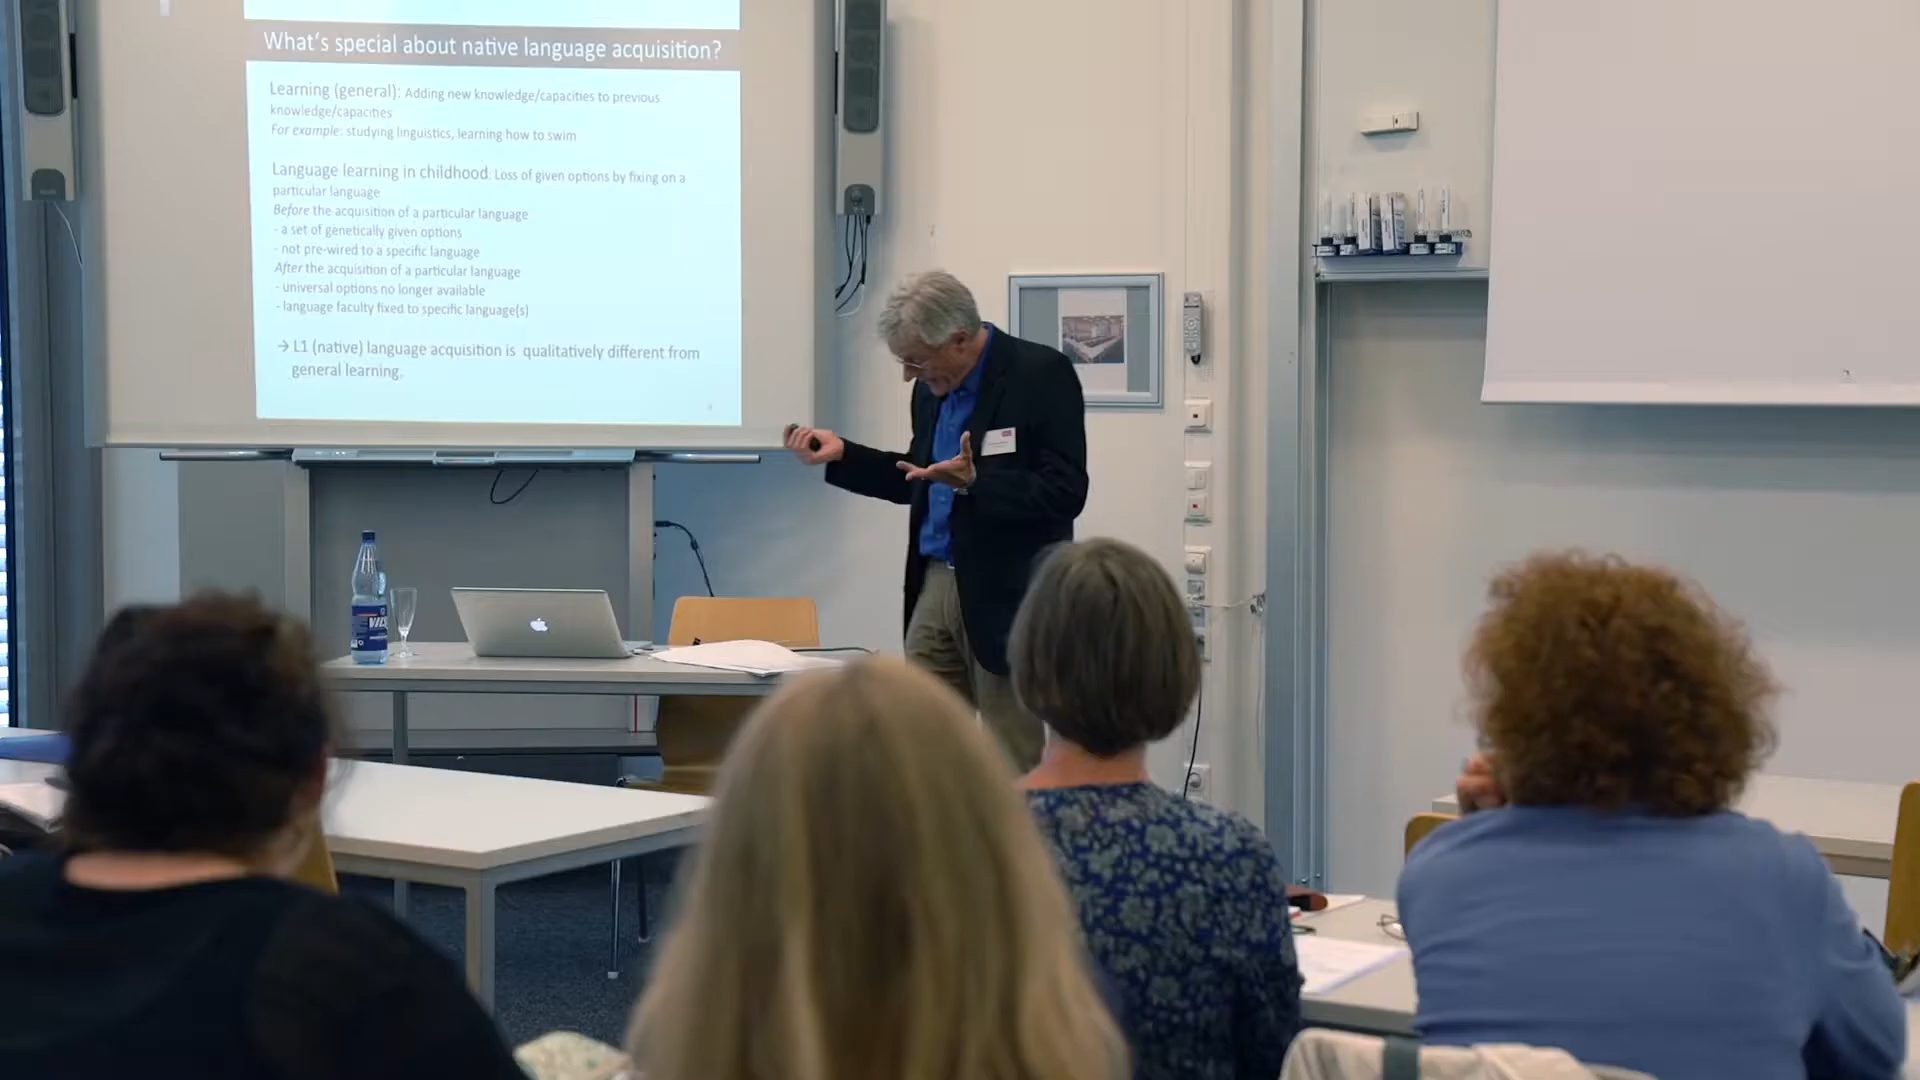 What's special about native language acquisition?
Learning (general): Adding new knowledge/capacities to previous
knowledge/capacities
For example: studying linguistics, learning how to swim
Language learning in childhood: Loss of given options by fixing on a
particular language
Before the acquisition of a particular language
- a set of genetically given options
- not pre-wired to a specific language
After the acquisition of a particular language
- universal options no longer available
- language faculty fixed to specific language(s)
→ L1 (native) language acquisition is qualitatively different from
general learning.